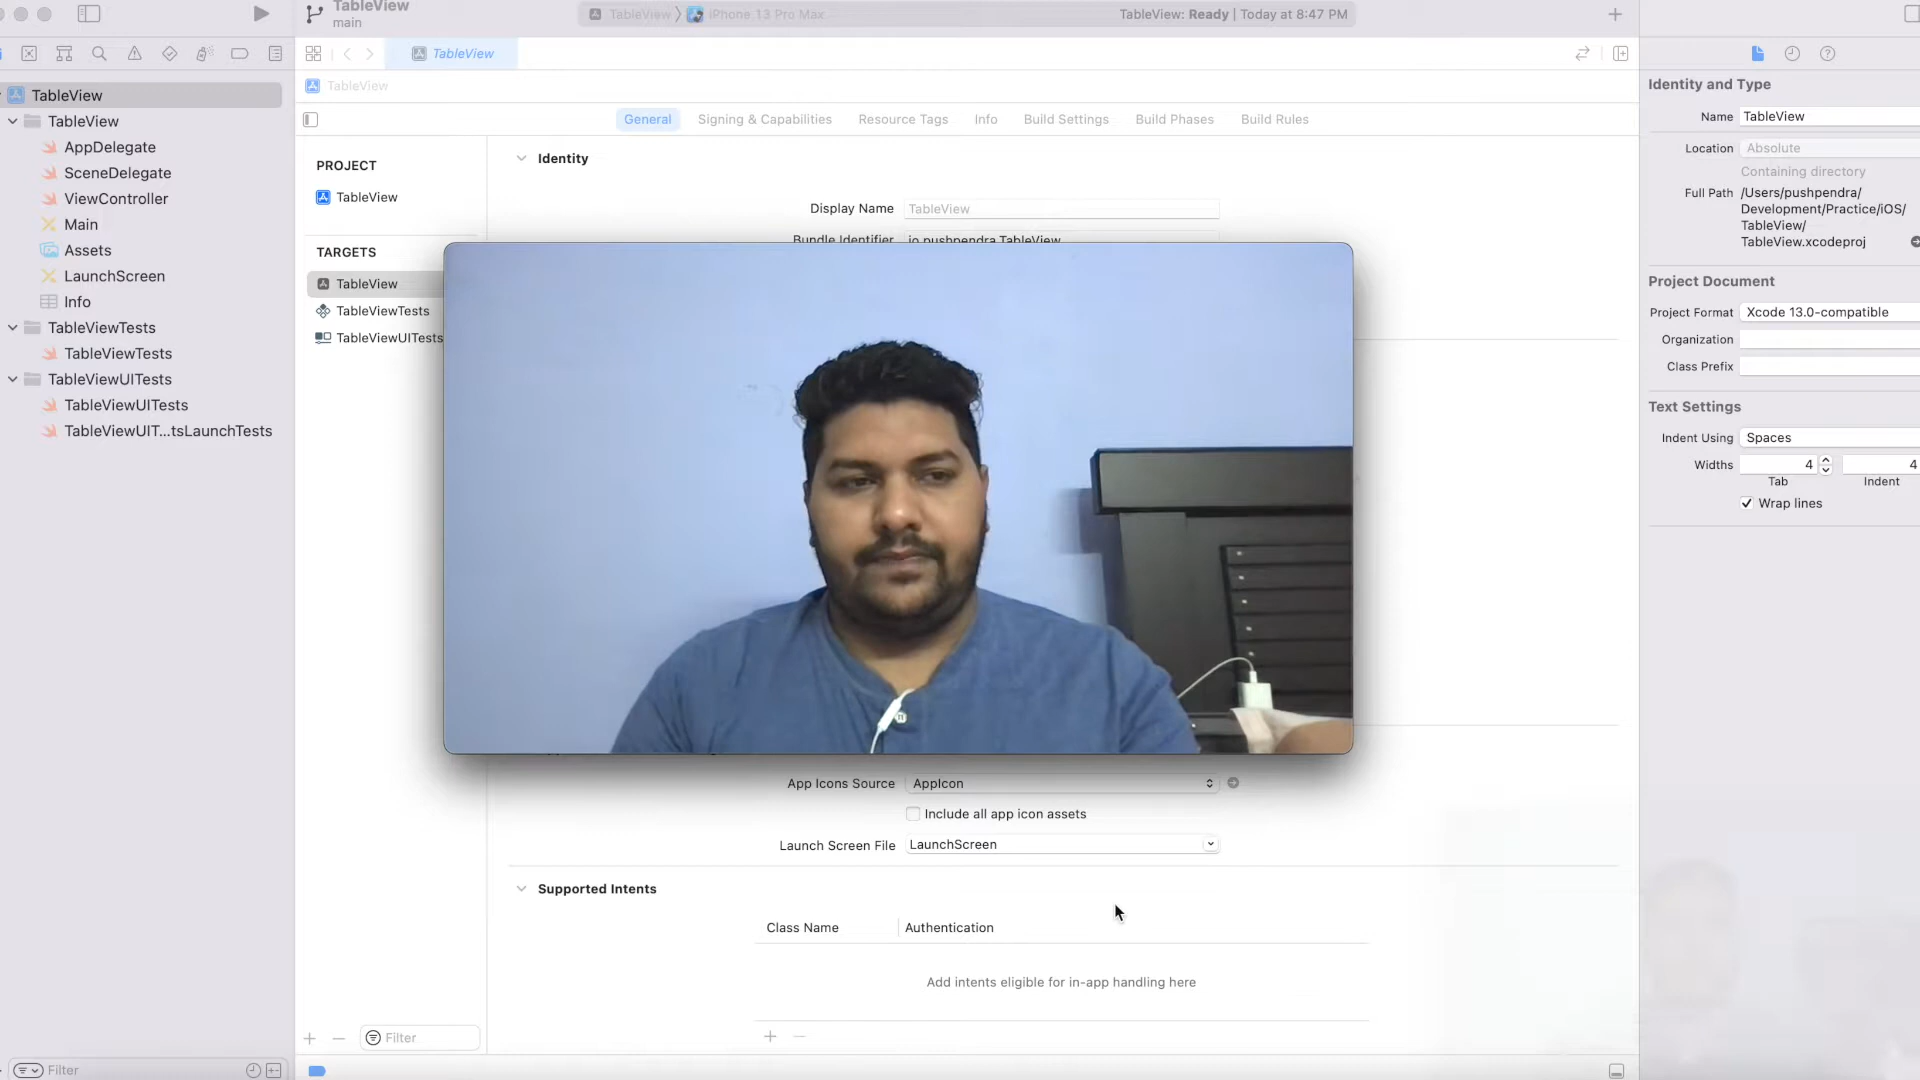 TableView
main
TableView
iPhone 13 Pro Max
TableView: Ready | Today at 8:47 PM
TableView
TableView
General
Signing & Capabilities
Resource Tags
Info
Build Settings
Build Phases
Build Rules
TableView
TableView
AppDelegate
SceneDelegate
ViewController
Main
Assets
LaunchScreen
Info
TableViewTests
TableViewTests
TableViewUITests
TableViewUITests
TableViewUIT...tsLaunchTests
Filter
PROJECT
TableView
TARGETS
TableView
TableViewTests
TableViewUITests
Filter
Identity
Display Name
TableView
Bundle Identifier
io.pushpendra.TableView
App Icons Source
AppIcon
Include all app icon assets
Launch Screen File
LaunchScreen
Supported Intents
Class Name
Authentication
Add intents eligible for in-app handling here
Identity and Type
Name
TableView
Location
Absolute
Containing directory
Full Path
/Users/pushpendra/
Development/Practice/iOS/
TableView/
TableView.xcodeproj
Project Document
Project Format
Xcode 13.0-compatible
Organization
Class Prefix
Text Settings
Indent Using
Spaces
Widths
4
4
Tab
Indent
Wrap lines